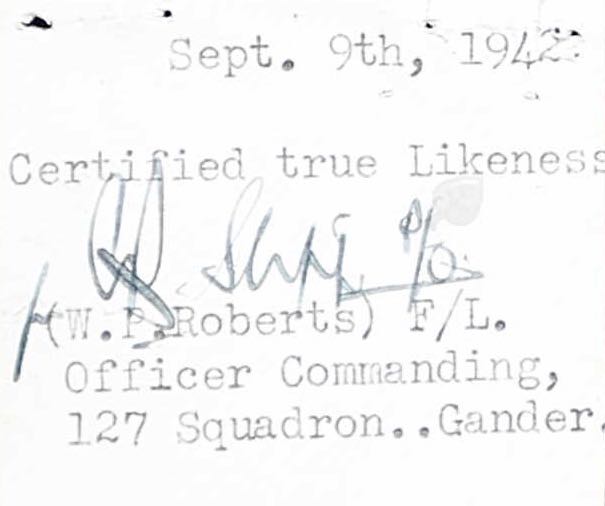 Sept. 9th, 1942
Certified true Likeness
(W.P.Roberts) F/L.
Officer Commanding,
127 Squadron..Gander.